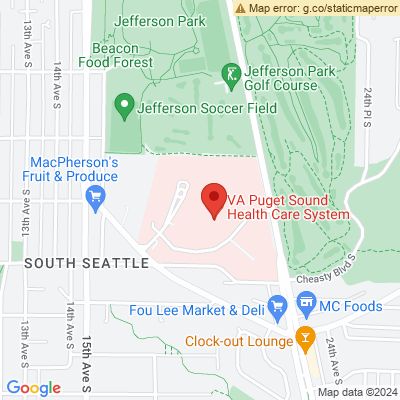 Map error: g.co/staticmaperror
Jefferson Park
Beacon
Food Forest
Jefferson Park
Golf Course
Jefferson Soccer Field
13th Ave S
14th Ave S
24th Pl S
MacPherson's
Fruit & Produce
VA Puget Sound
Health Care System
13th Ave S
Cheasty Blvd S
SOUTH SEATTLE
MC Foods
Fou Lee Market & Deli
Clock-out Lounge
13th Ave S
14th Ave S
15th Ave S
24th Ave S
Google
Map data ©2024